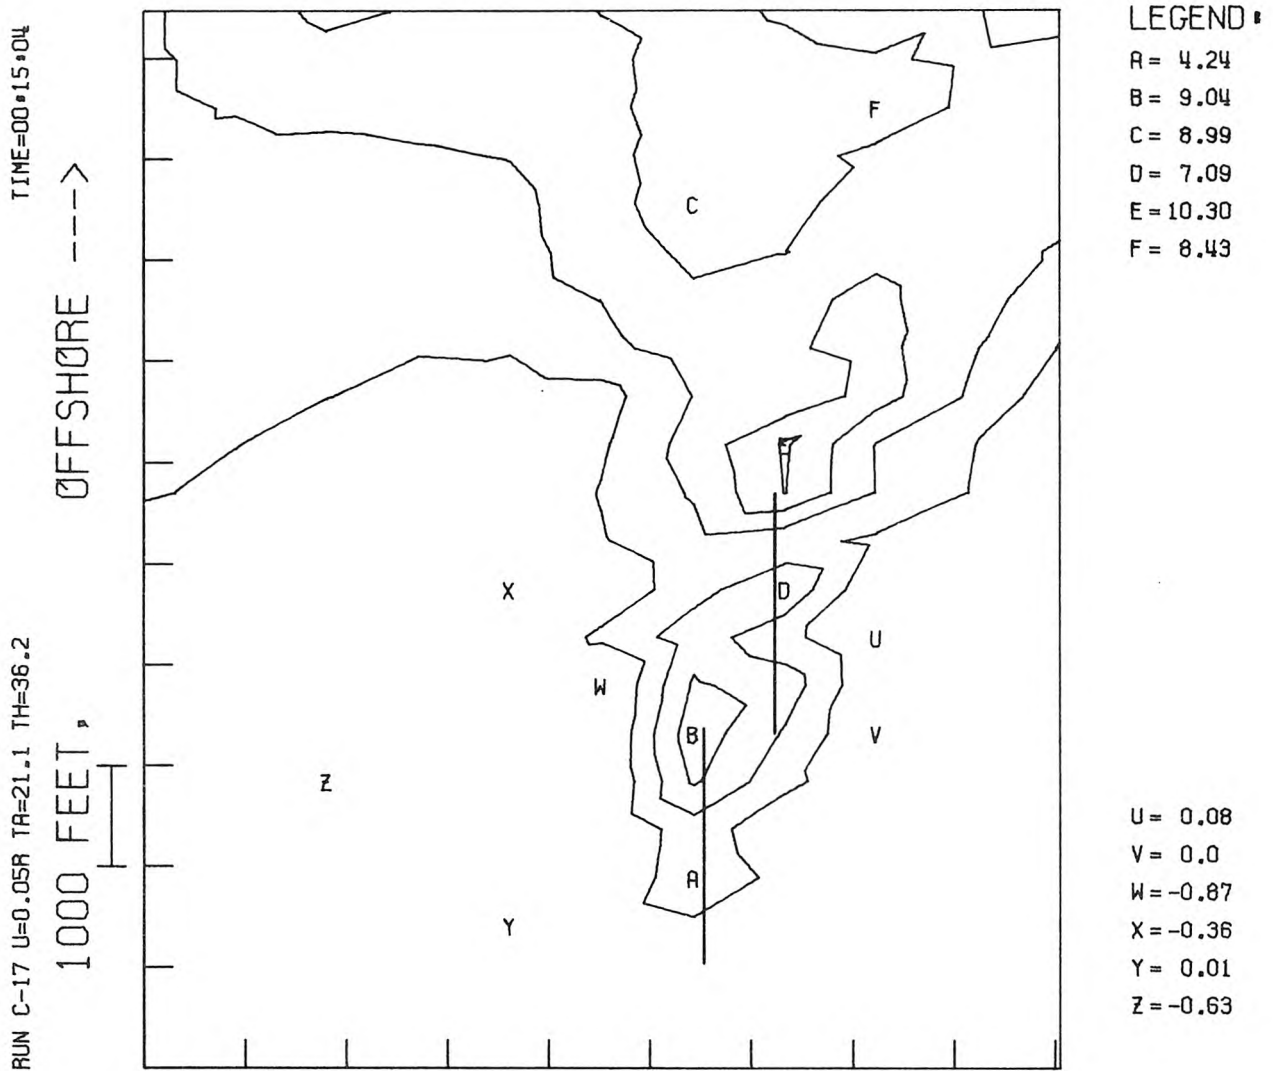 TIME=00:15:04
OFFSHORE --->
1000 FEET,
RUN C-17 U=0.05R TA=21.1 TH=36.2
F
C
D
X
U
W
B
V
Z
A
Y
LEGEND:
A= 4.24
B= 9.04
C= 8.99
D= 7.09
E=10.30
F= 8.43
U= 0.08
V= 0.0
W=-0.87
X=-0.36
Y= 0.01
Z=-0.63